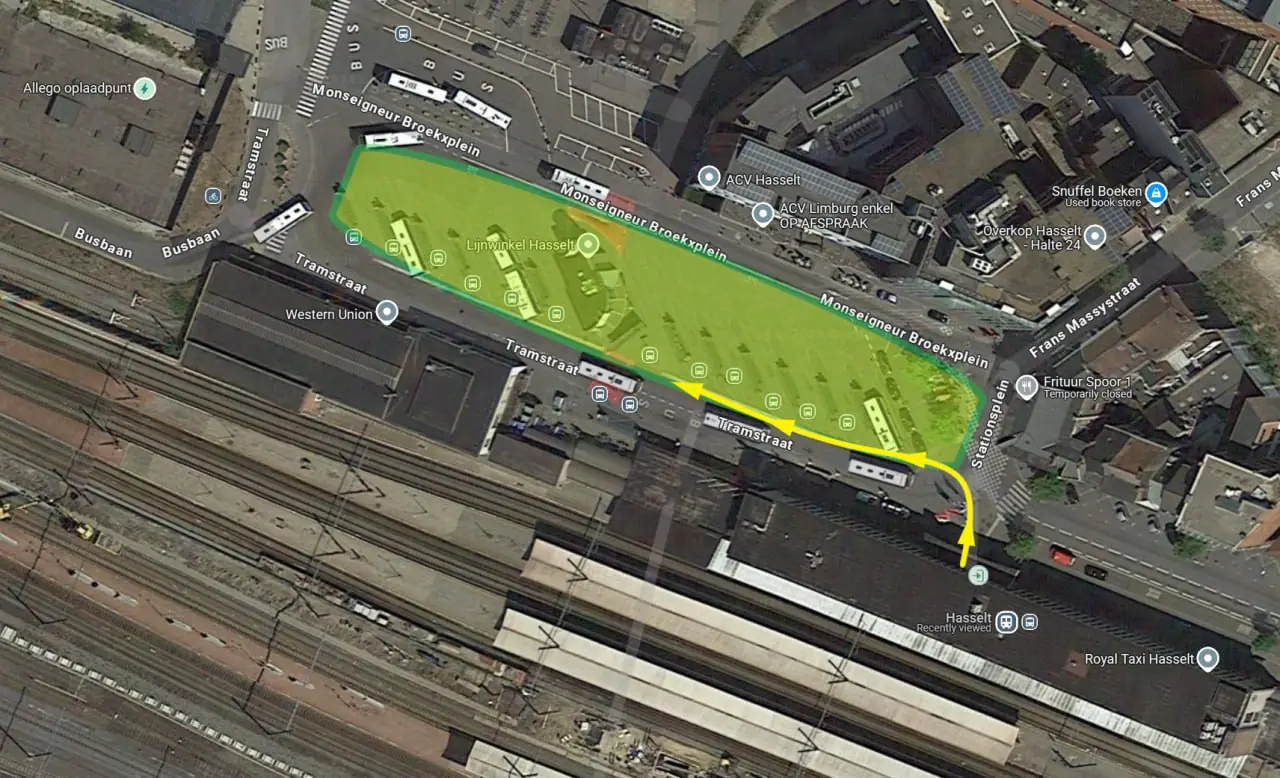 BUS
BUS
Allego oplaadpunt
BUS
Monseigneur Broekxplein
Tramstraat
ACV Hasselt
Snuffel Boeken
Used book store
Frans M
Monseigneur Broekxplein
ACV Limburg enkel
OP AFSPRAAK
Overkop Hasselt
- Halte 24
Busbaan
Busbaan
Lijnwinkel Hasselt
Tramstraat
Western Union
Monseigneur Broekxplein
Frans Massystraat
Tramstraat
Frituur Spoor 1
Temporarily closed
Stationsplein
Tramstraat
Hasselt
Recently viewed
Royal Taxi Hasselt